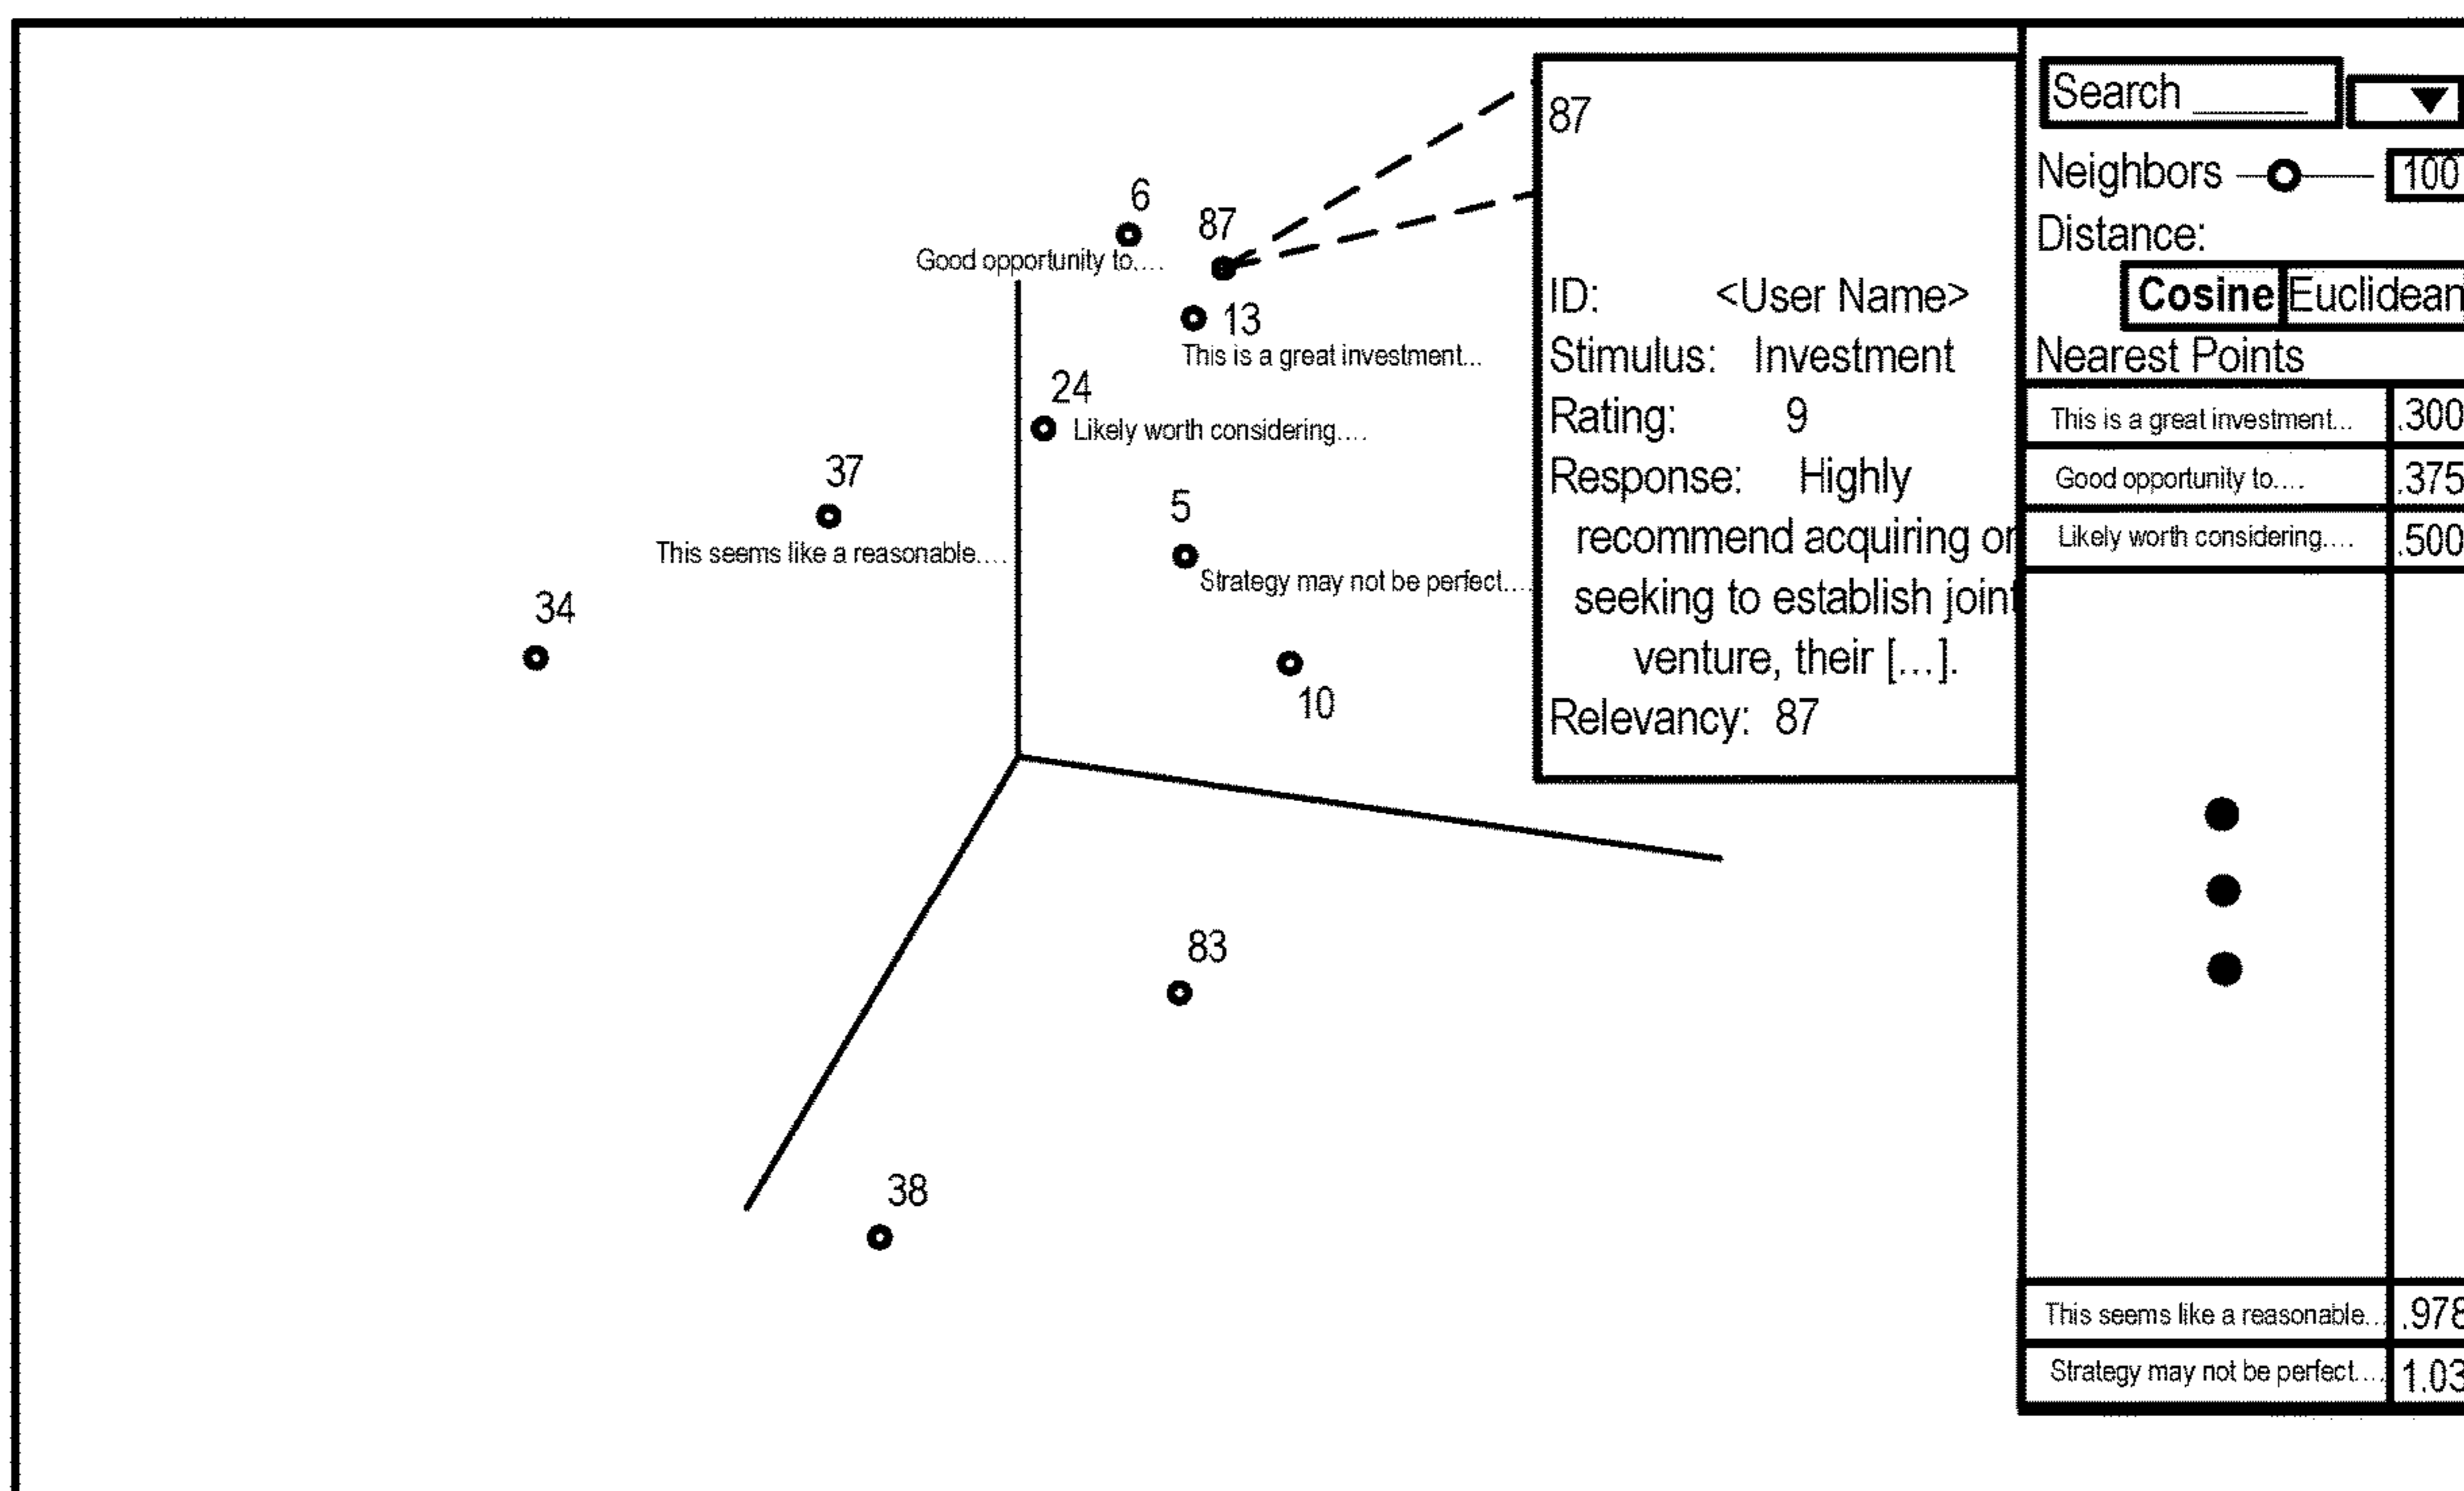 6
87
Good opportunity to....
13
This is a great investment...
24
Likely worth considering....
37
This seems like a reasonable....
5
Strategy may not be perfect....
34
10
83
38
87
ID: <User Name>
Stimulus: Investment
Rating: 9
Response: Highly
recommend acquiring or
seeking to establish joint
venture, their [...].
Relevancy: 87
Search ______
Neighbors 100
Distance:
Cosine Euclidean
Nearest Points
This is a great investment... .300
Good opportunity to.... .375
Likely worth considering.... .500
This seems like a reasonable... .978
Strategy may not be perfect.... 1.03